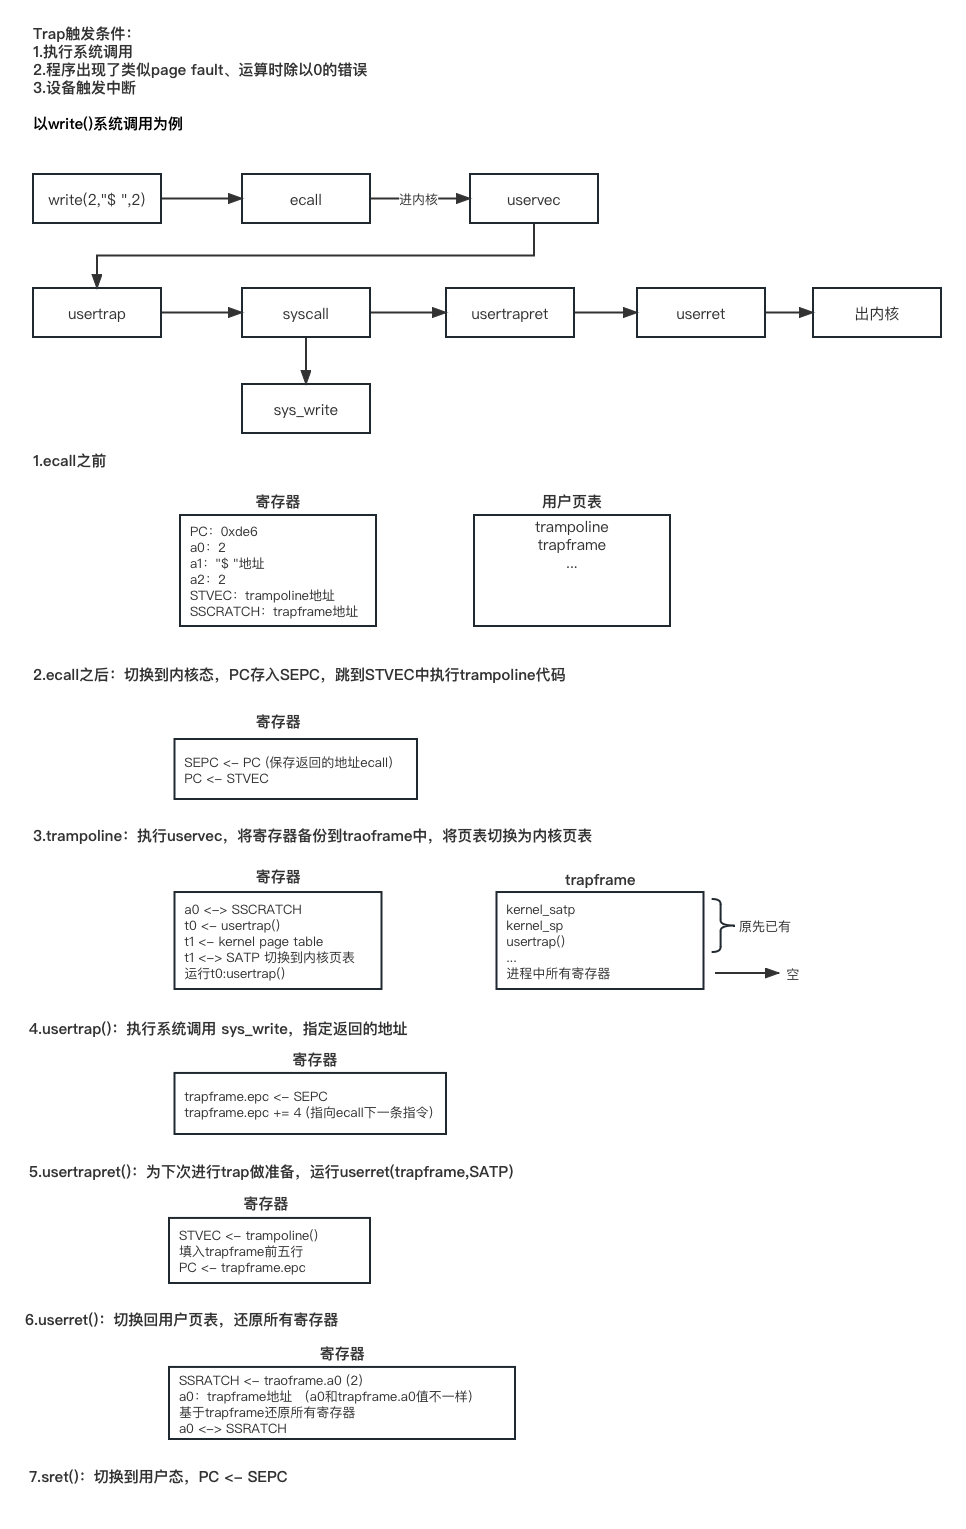 Trap触发条件：
1.执行系统调用
2.程序出现了类似page fault、运算时除以0的错误
3.设备触发中断
以write()系统调用为例
write(2,"$ ",2)
ecall
进内核
uservec
usertrap
syscall
usertrapret
userret
出内核
sys_write
1.ecall之前
寄存器
PC：0xde6
a0：2
a1："$ "地址
a2：2
STVEC：trampoline地址
SSCRATCH：trapframe地址
用户页表
trampoline
trapframe
...
2.ecall之后：切换到内核态，PC存入SEPC，跳到STVEC中执行trampoline代码
寄存器
SEPC <- PC (保存返回的地址ecall)
PC <- STVEC
3.trampoline：执行uservec，将寄存器备份到traoframe中，将页表切换为内核页表
寄存器
a0 <-> SSCRATCH
t0 <- usertrap()
t1 <- kernel page table
t1 <-> SATP 切换到内核页表
运行t0:usertrap()
trapframe
kernel_satp
kernel_sp
usertrap()
...
进程中所有寄存器
原先已有
空
4.usertrap()：执行系统调用 sys_write，指定返回的地址
寄存器
trapframe.epc <- SEPC
trapframe.epc += 4 (指向ecall下一条指令)
5.usertrapret()：为下次进行trap做准备，运行userret(trapframe,SATP)
寄存器
STVEC <- trampoline()
填入trapframe前五行
PC <- trapframe.epc
6.userret()：切换回用户页表，还原所有寄存器
寄存器
SSRATCH <- traoframe.a0 (2)
a0：trapframe地址 （a0和trapframe.a0值不一样）
基于trapframe还原所有寄存器
a0 <-> SSRATCH
7.sret()：切换到用户态，PC <- SEPC